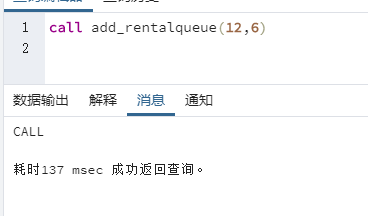 1 call add_rentalqueue(12,6)
2
数据输出 解释 消息 通知
CALL
耗时137 msec 成功返回查询。